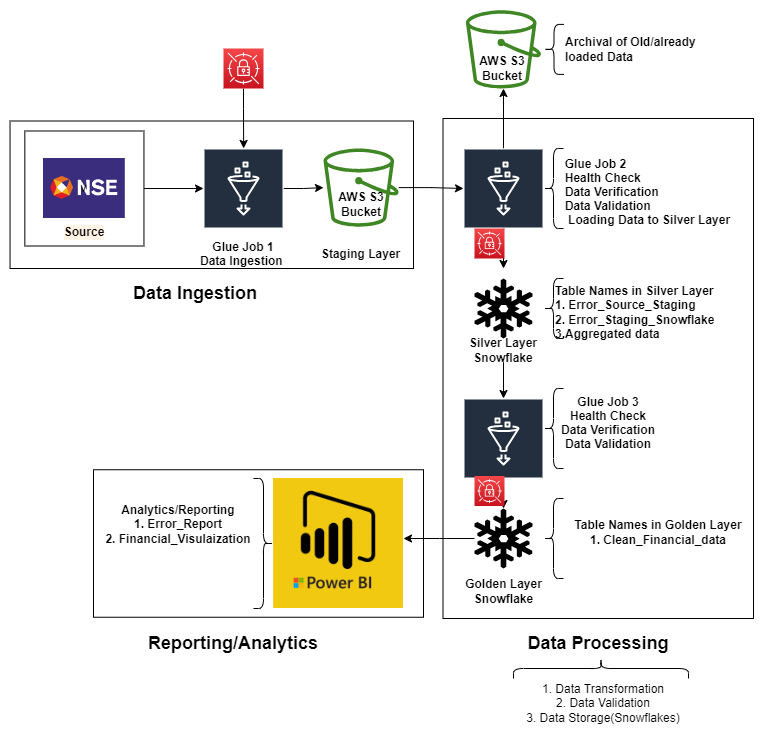 AWS S3
Bucket
Archival of Old/already
loaded Data
NSE
Source
Glue Job 1
Data Ingestion
AWS S3
Bucket
Staging Layer
Data Ingestion
Glue Job 2
Health Check
Data Verification
Data Validation
Loading Data to Silver Layer
Silver Layer
Snowflake
Table Names in Silver Layer
1. Error_Source_Staging
2. Error_Staging_Snowflake
3.Aggregated data
Glue Job 3
Health Check
Data Verification
Data Validation
Golden Layer
Snowflake
Table Names in Golden Layer
1. Clean_Financial_data
Analytics/Reporting
1. Error_Report
2. Financial_Visulaization
Power BI
Reporting/Analytics
Data Processing
1. Data Transformation
2. Data Validation
3. Data Storage(Snowflakes)